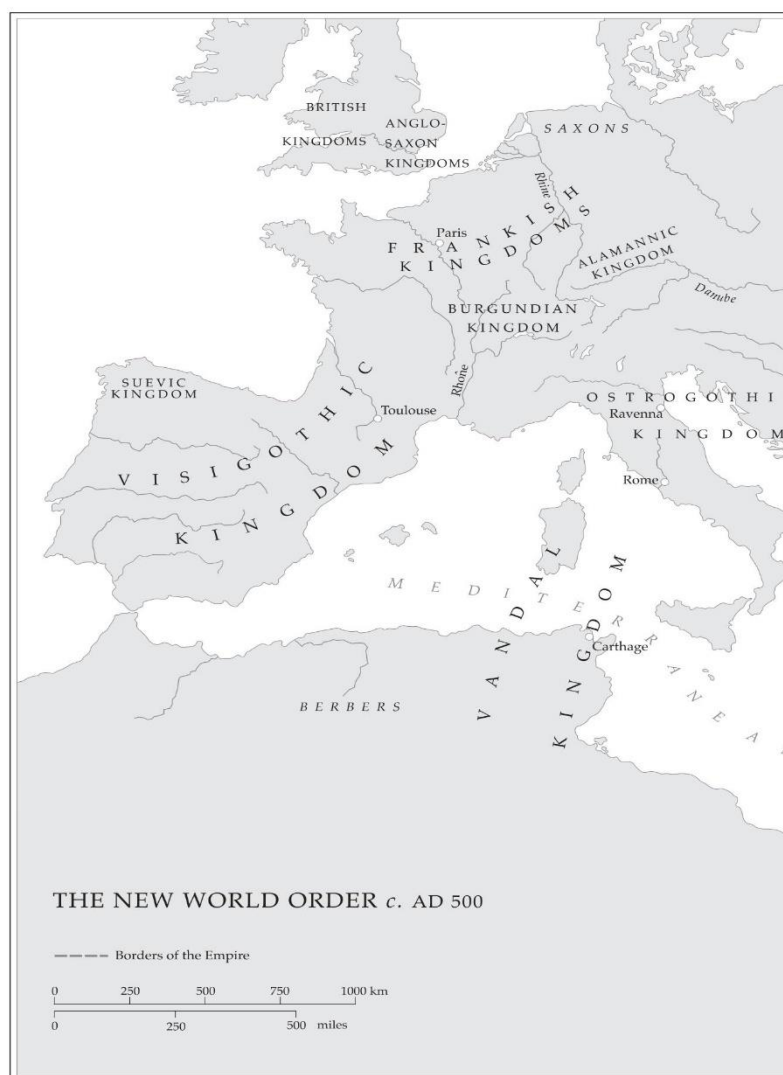 BRITISH
KINGDOMS
ANGLO-
SAXON
KINGDOMS
SAXONS
Rhine
Paris
FRANKISH
KINGDOMS
ALAMANNIC
KINGDOM
Danube
BURGUNDIAN
KINGDOM
Rhône
SUEVIC
KINGDOM
Toulouse
VISIGOTHIC
KINGDOM
OSTROGOTHI
Ravenna
KINGDOM
Rome
MEDITERRANEA
VANDAL
KINGDOM
Carthage
BERBERS
THE NEW WORLD ORDER c. AD 500
Borders of the Empire
0 250 500 750 1000 km
0 250 500 miles